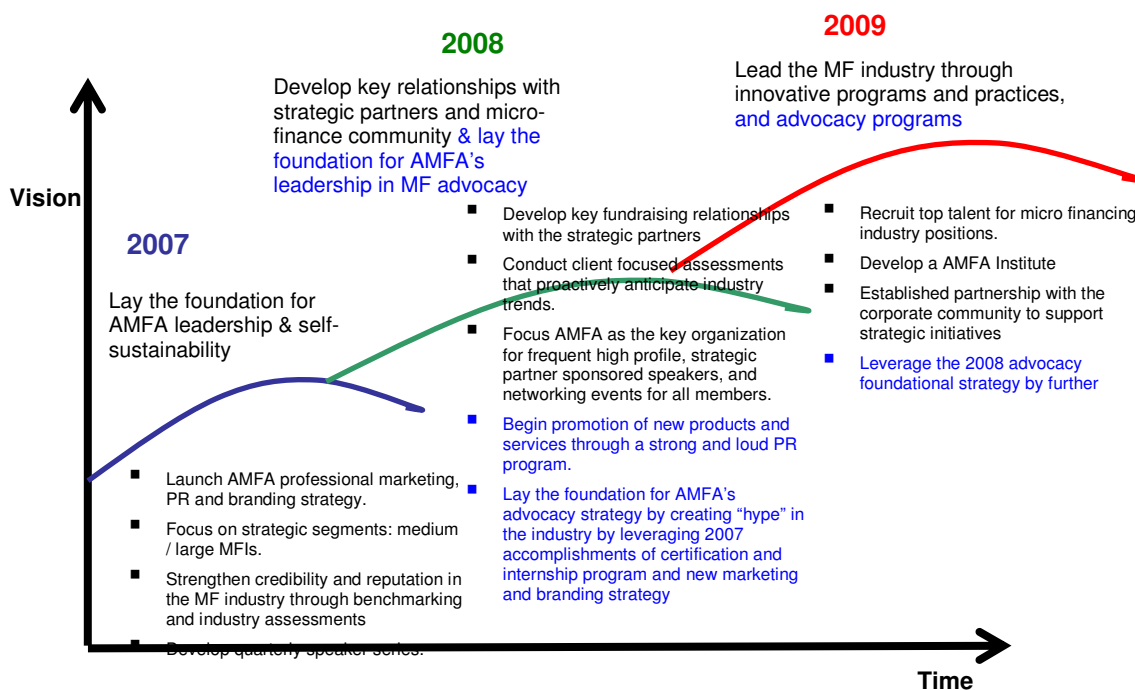 2009
Lead the MF industry through
innovative programs and practices,
and advocacy programs
2008
Develop key relationships with
strategic partners and micro-
finance community & lay the
foundation for AMFA's
leadership in MF advocacy
Vision
2007
Lay the foundation for
AMFA leadership & self-
sustainability
■ Launch AMFA professional marketing,
PR and branding strategy.
■ Focus on strategic segments: medium
/ large MFIs.
■ Strengthen credibility and reputation in
the MF industry through benchmarking
and industry assessments
■ Develop quarterly speaker series.
■ Develop key fundraising relationships
with the strategic partners
■ Conduct client focused assessments
that proactively anticipate industry
trends.
■ Focus AMFA as the key organization
for frequent high profile, strategic
partner sponsored speakers, and
networking events for all members.
■ Begin promotion of new products and
services through a strong and loud PR
program.
■ Lay the foundation for AMFA's
advocacy strategy by creating “hype” in
the industry by leveraging 2007
accomplishments of certification and
internship program and new marketing
and branding strategy
■ Recruit top talent for micro financing
industry positions.
■ Develop a AMFA Institute
■ Established partnership with the
corporate community to support
strategic initiatives
■ Leverage the 2008 advocacy
foundational strategy by further
Time